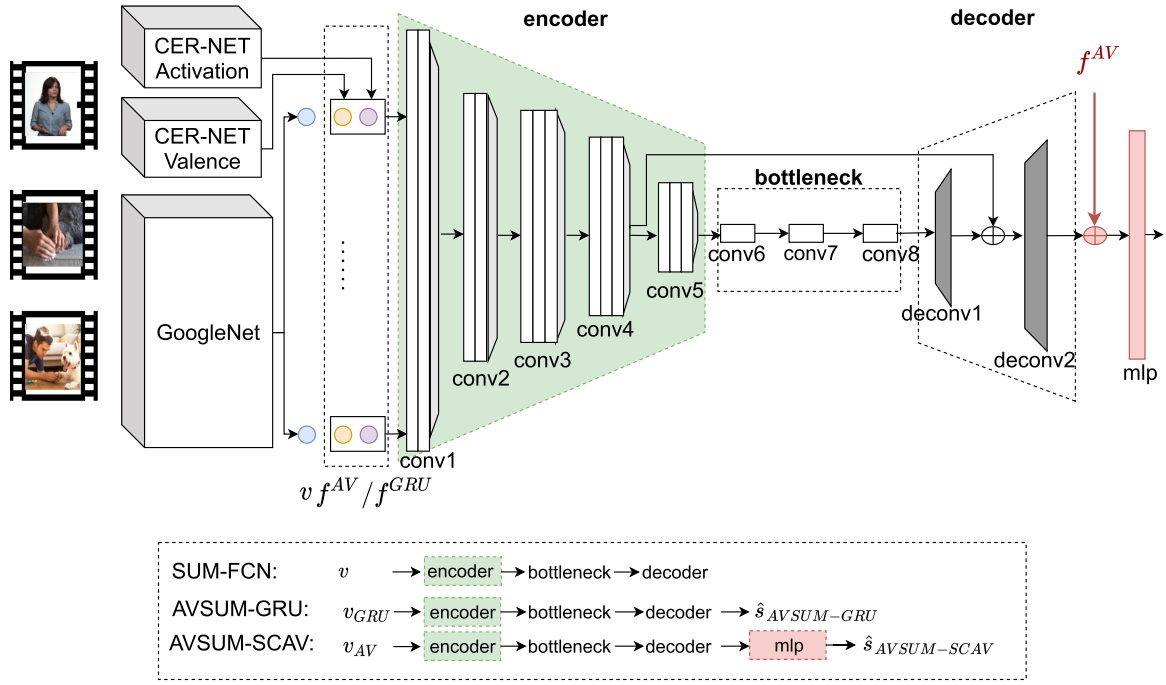 encoder
decoder
CER-NET
Activation
CER-NET
Valence
GoogleNet
f^{AV}
bottleneck
conv1
conv2
conv3
conv4
conv5
conv6
conv7
conv8
deconv1
deconv2
mlp
v f^{AV} / f^{GRU}
SUM-FCN: v encoder bottleneck decoder
AVSUM-GRU: v_{GRU} encoder bottleneck decoder ŝ_{AVSUM-GRU}
AVSUM-SCAV: v_{AV} encoder bottleneck decoder mlp ŝ_{AVSUM-SCAV}